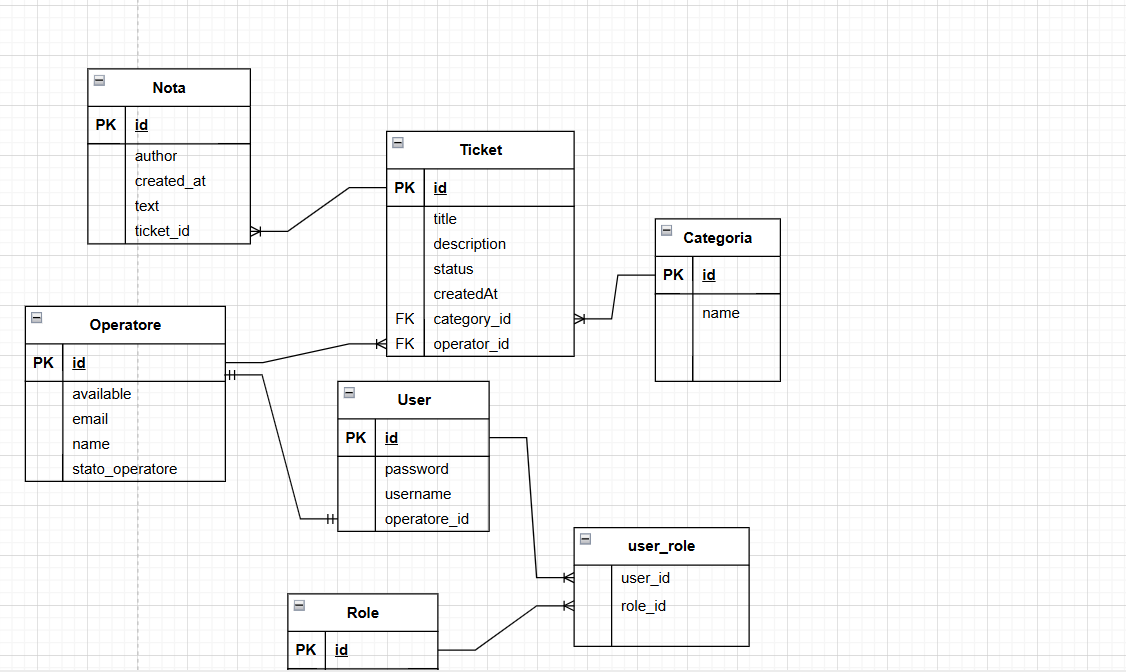 Nota
PK id
author
created_at
text
ticket_id
Ticket
PK id
title
description
status
createdAt
FK category_id
FK operator_id
Categoria
PK id
name
Operatore
PK id
available
email
name
stato_operatore
User
PK id
password
username
operatore_id
user_role
user_id
role_id
Role
PK id